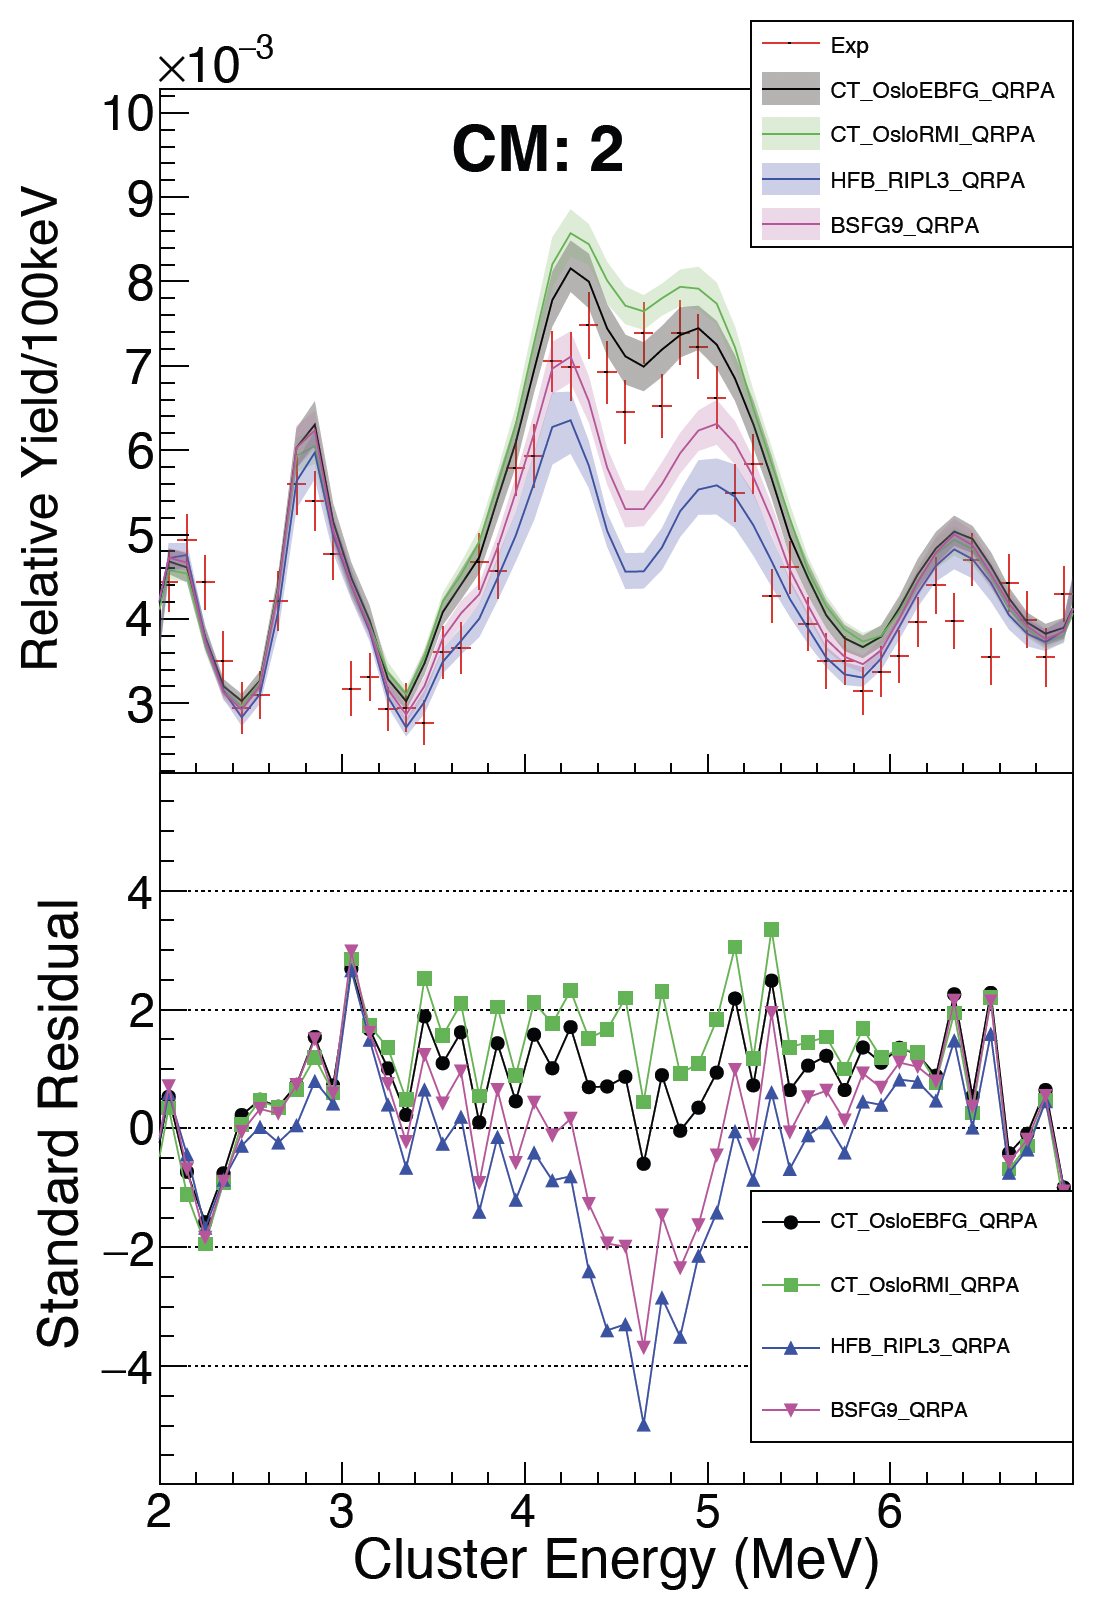 ×10⁻³
CM: 2
Exp
CT_OsloEBFG_QRPA
CT_OsloRMI_QRPA
HFB_RIPL3_QRPA
BSFG9_QRPA
Relative Yield/100keV
10
9
8
7
6
5
4
3
Standard Residual
4
2
0
−2
−4
CT_OsloEBFG_QRPA
CT_OsloRMI_QRPA
HFB_RIPL3_QRPA
BSFG9_QRPA
2 3 4 5 6
Cluster Energy (MeV)